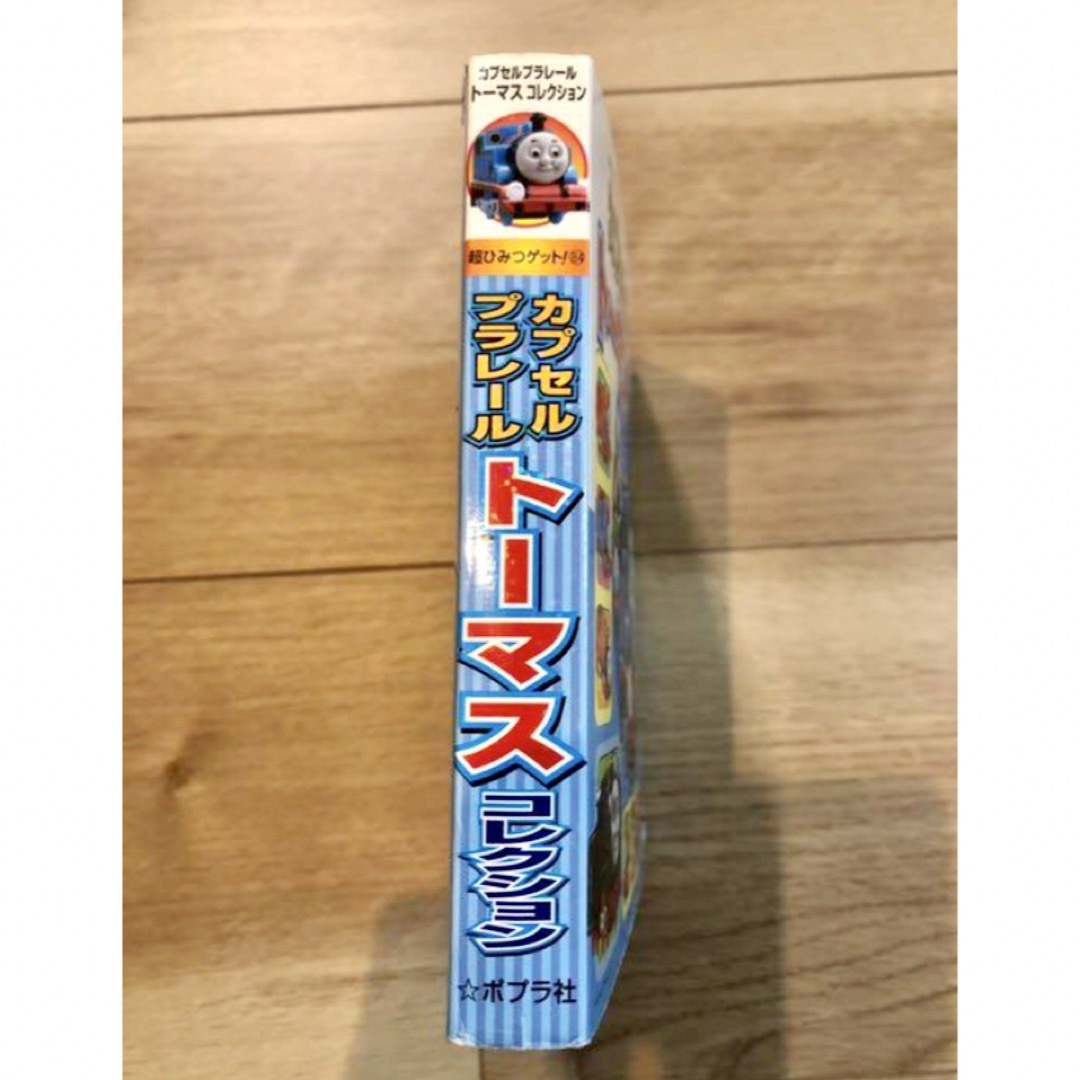 カプセルプラレール
トーマス コレクション
ひみつゲット!
カプセル
プラレール
トーマス
コレクション
☆ポプラ社